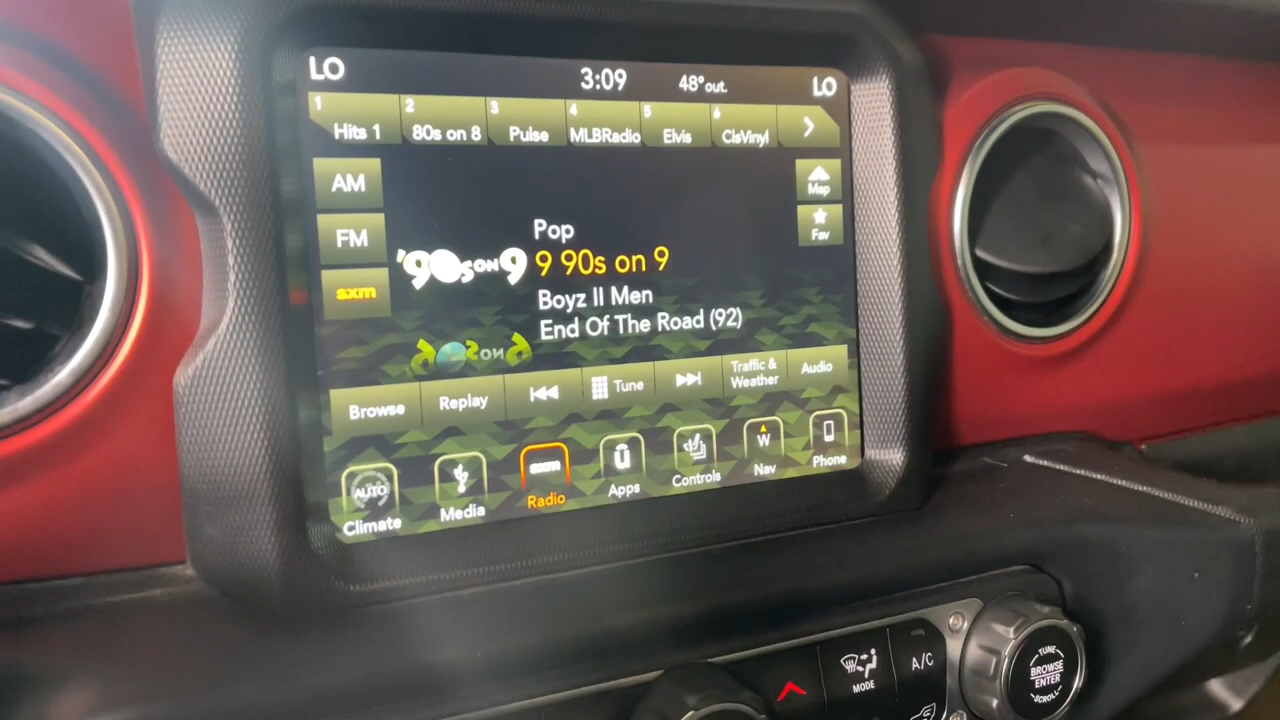 LO
3:09
48° out.
LO
1
Hits 1
2
80s on 8
3
Pulse
4
MLBRadio
5
Elvis
6
ClsVinyl
AM
Map
FM
Fav
sxm
'90s ON 9
Pop
9 90s on 9
Boyz II Men
End Of The Road (92)
Browse
Replay
Tune
Traffic &
Weather
Audio
AUTO
Climate
Media
sxm
Radio
Apps
Controls
W
Nav
Phone
MODE
A/C
TUNE
BROWSE
ENTER
SCROLL